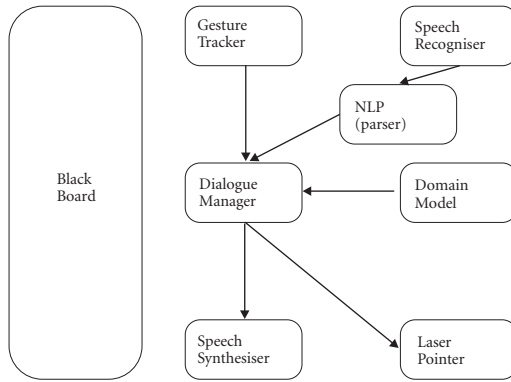 Gesture
Tracker
Speech
Recogniser
NLP
(parser)
Black
Board
Dialogue
Manager
Domain
Model
Speech
Synthesiser
Laser
Pointer